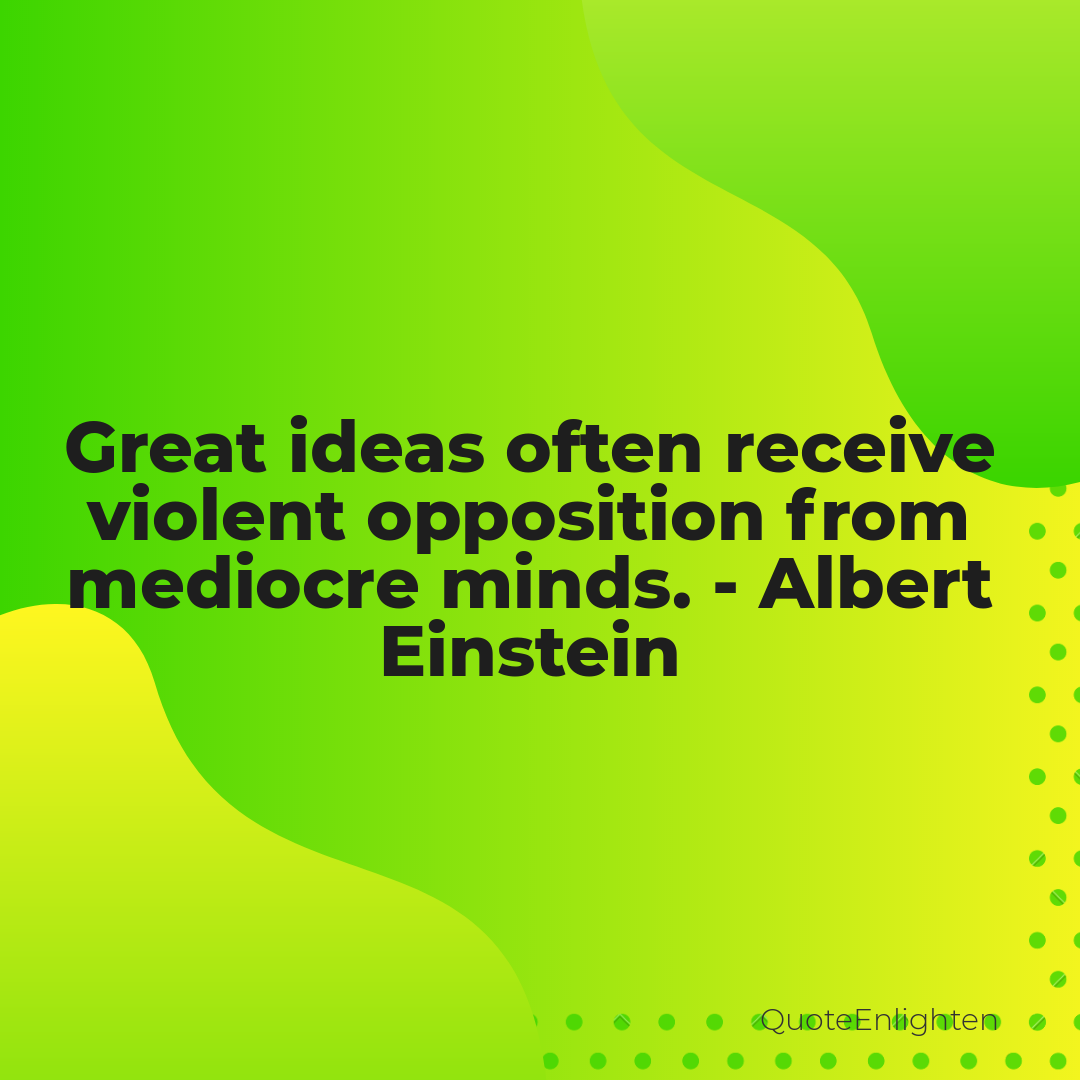 Great ideas often receive
violent opposition from
mediocre minds. - Albert
Einstein
QuoteEnlighten